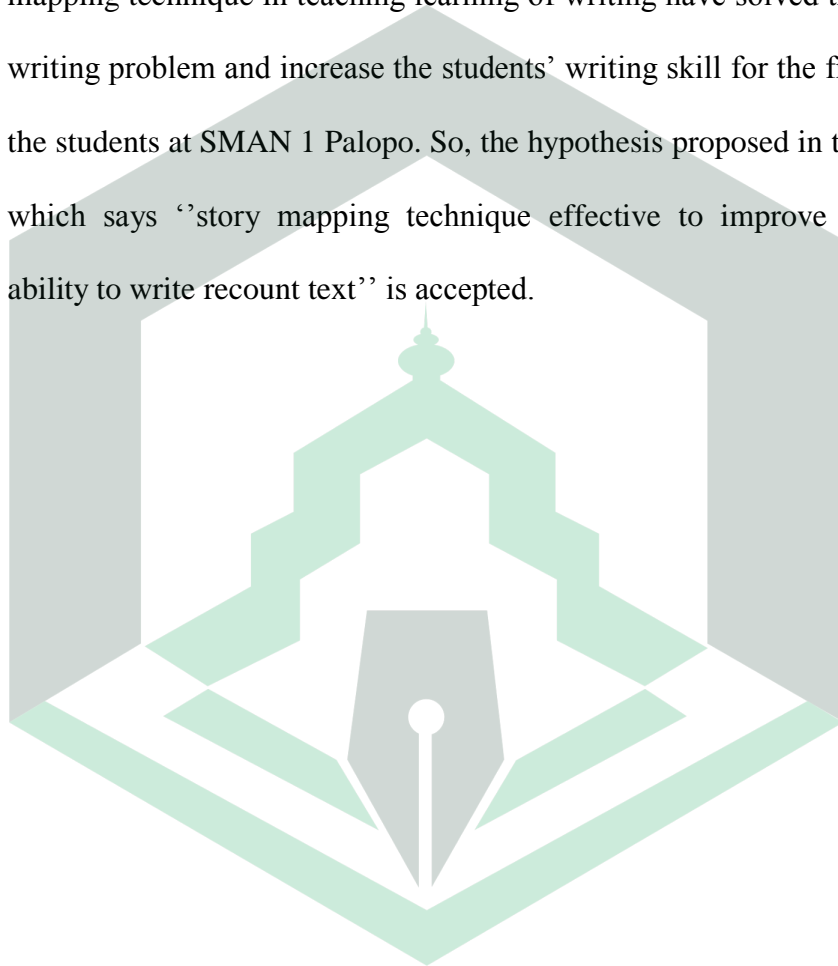 mapping technique in teaching learning of writing have solved
writing problem and increase the students’ writing skill for the
the students at SMAN 1 Palopo. So, the hypothesis proposed in
which says ‘’story mapping technique effective to improve
ability to write recount text’’ is accepted.